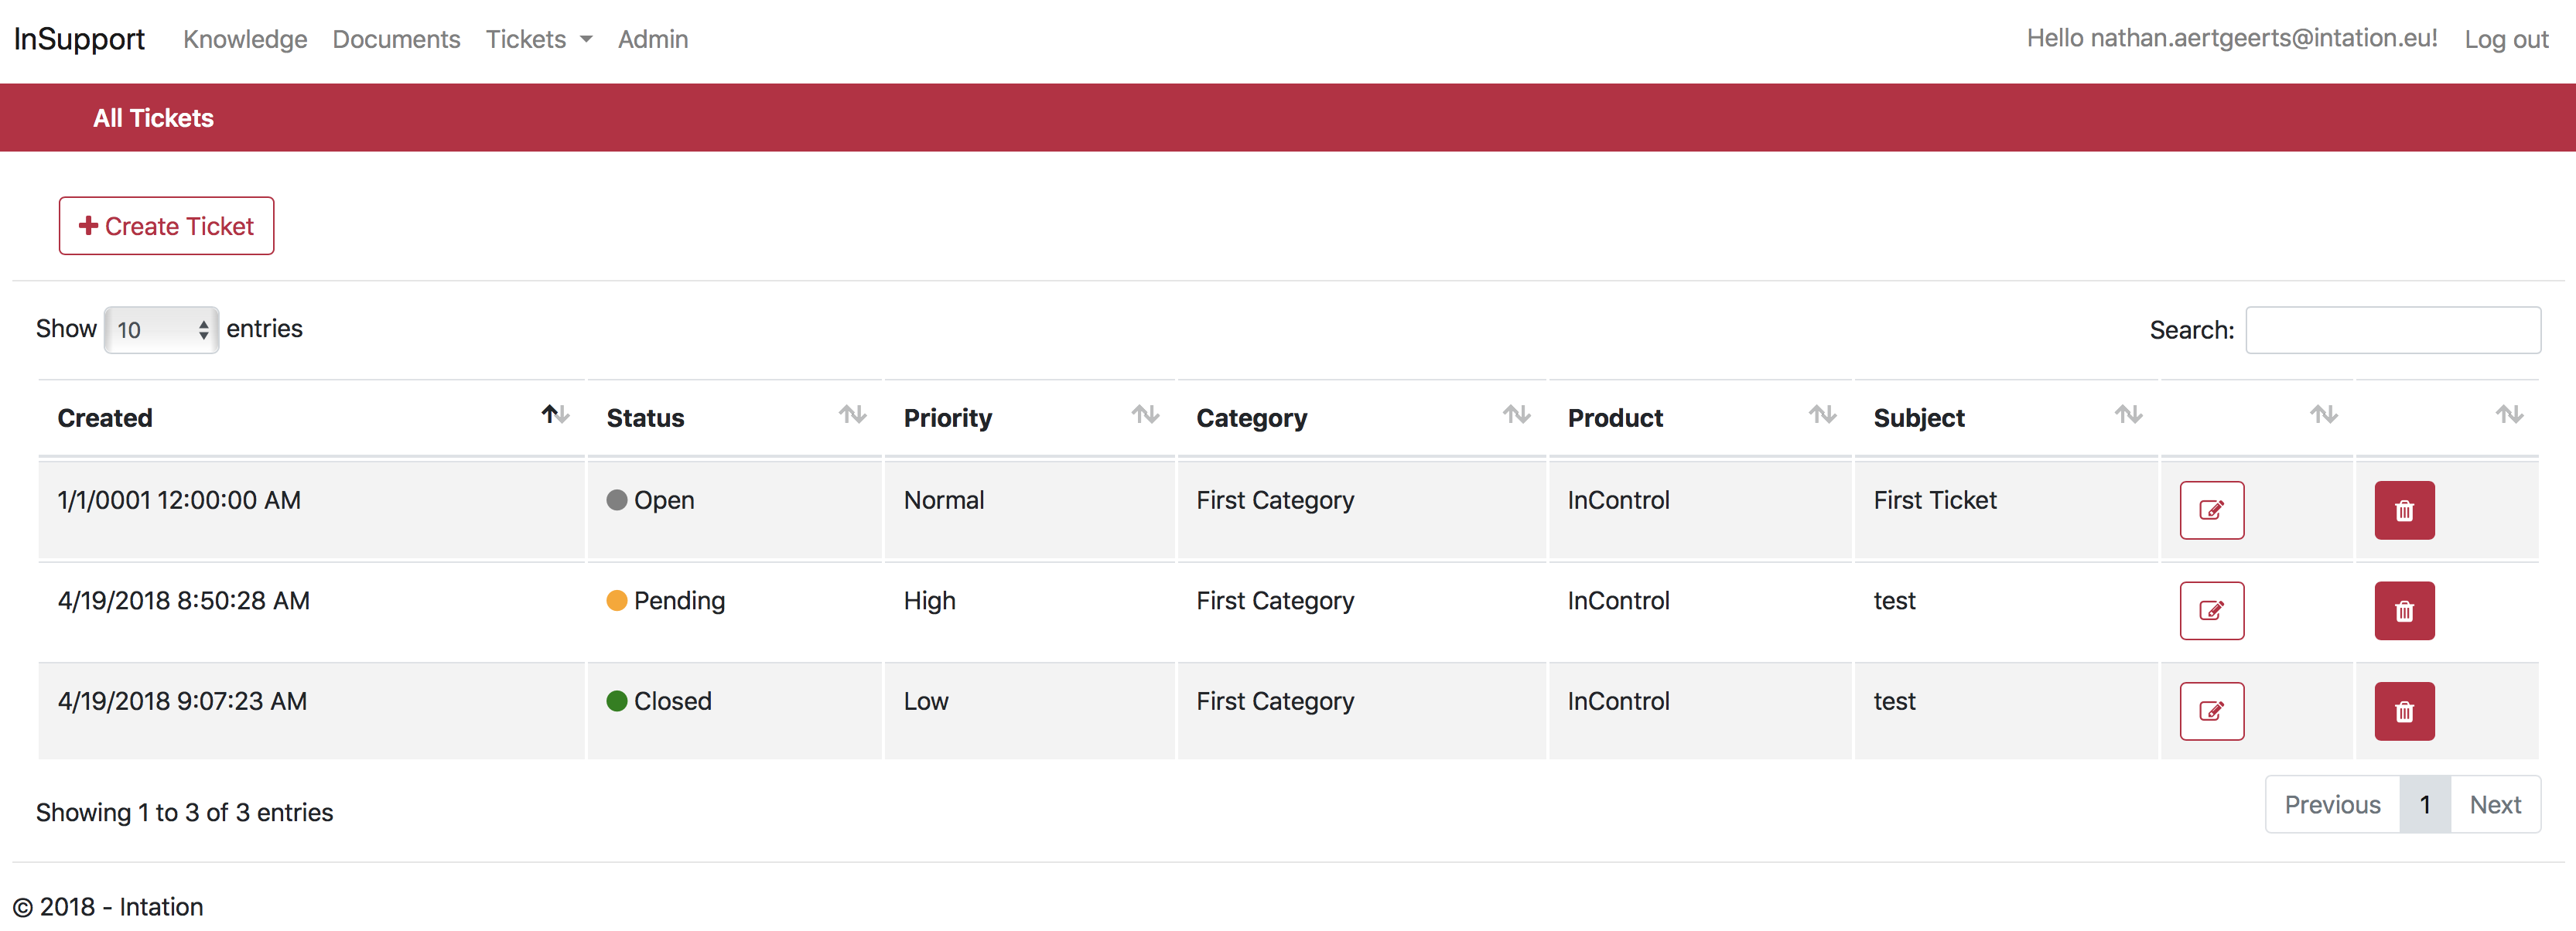 InSupport Knowledge Documents Tickets Admin Hello nathan.aertgeerts@intation.eu! Log out
All Tickets
Create Ticket
Show 10 entries Search:
Created Status Priority Category Product Subject
1/1/0001 12:00:00 AM Open Normal First Category InControl First Ticket
4/19/2018 8:50:28 AM Pending High First Category InControl test
4/19/2018 9:07:23 AM Closed Low First Category InControl test
Showing 1 to 3 of 3 entries Previous 1 Next
© 2018 - Intation